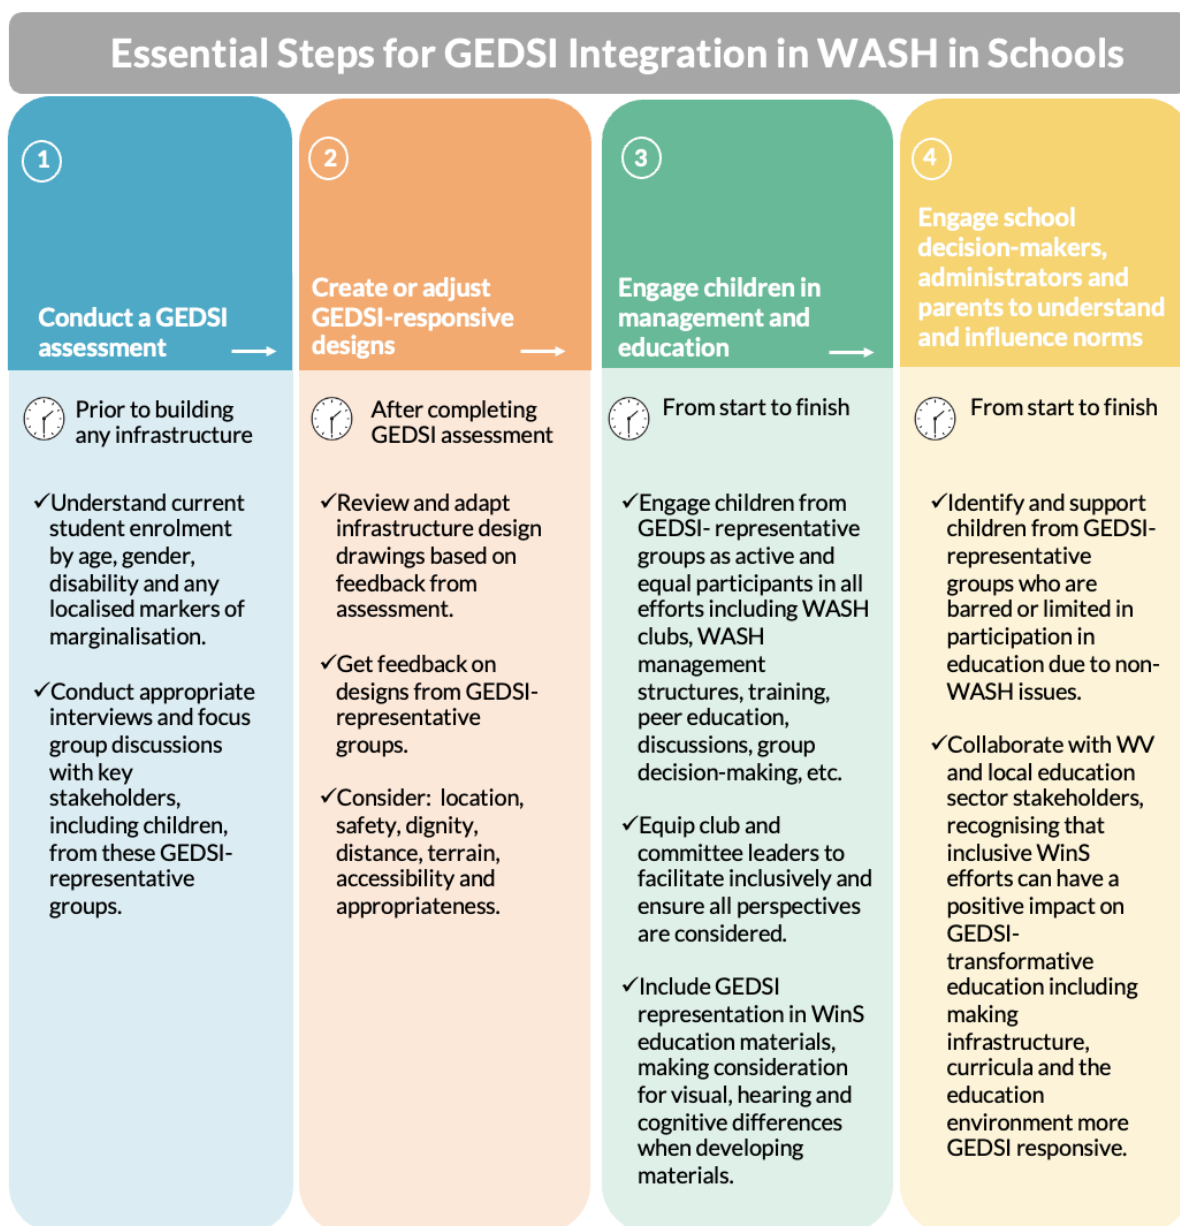 Essential Steps for GEDSI Integration in WASH in Schools
1
Conduct a GEDSI
assessment
Prior to building
any infrastructure
✓Understand current
student enrolment
by age, gender,
disability and any
localised markers of
marginalisation.
✓Conduct appropriate
interviews and focus
group discussions
with key
stakeholders,
including children,
from these GEDSI-
representative
groups.
2
Create or adjust
GEDSI-responsive
designs
After completing
GEDSI assessment
✓Review and adapt
infrastructure design
drawings based on
feedback from
assessment.
✓Get feedback on
designs from GEDSI-
representative
groups.
✓Consider:  location,
safety, dignity,
distance, terrain,
accessibility and
appropriateness.
3
Engage children in
management and
education
From start to finish
✓Engage children from
GEDSI- representative
groups as active and
equal participants in all
efforts including WASH
clubs, WASH
management
structures, training,
peer education,
discussions, group
decision-making, etc.
✓Equip club and
committee leaders to
facilitate inclusively and
ensure all perspectives
are considered.
✓Include GEDSI
representation in WinS
education materials,
making consideration
for visual, hearing and
cognitive differences
when developing
materials.
4
Engage school
decision-makers,
administrators and
parents to understand
and influence norms
From start to finish
✓Identify and support
children from GEDSI-
representative
groups who are
barred or limited in
participation in
education due to non-
WASH issues.
✓Collaborate with WV
and local education
sector stakeholders,
recognising that
inclusive WinS
efforts can have a
positive impact on
GEDSI-
transformative
education including
making
infrastructure,
curricula and the
education
environment more
GEDSI responsive.